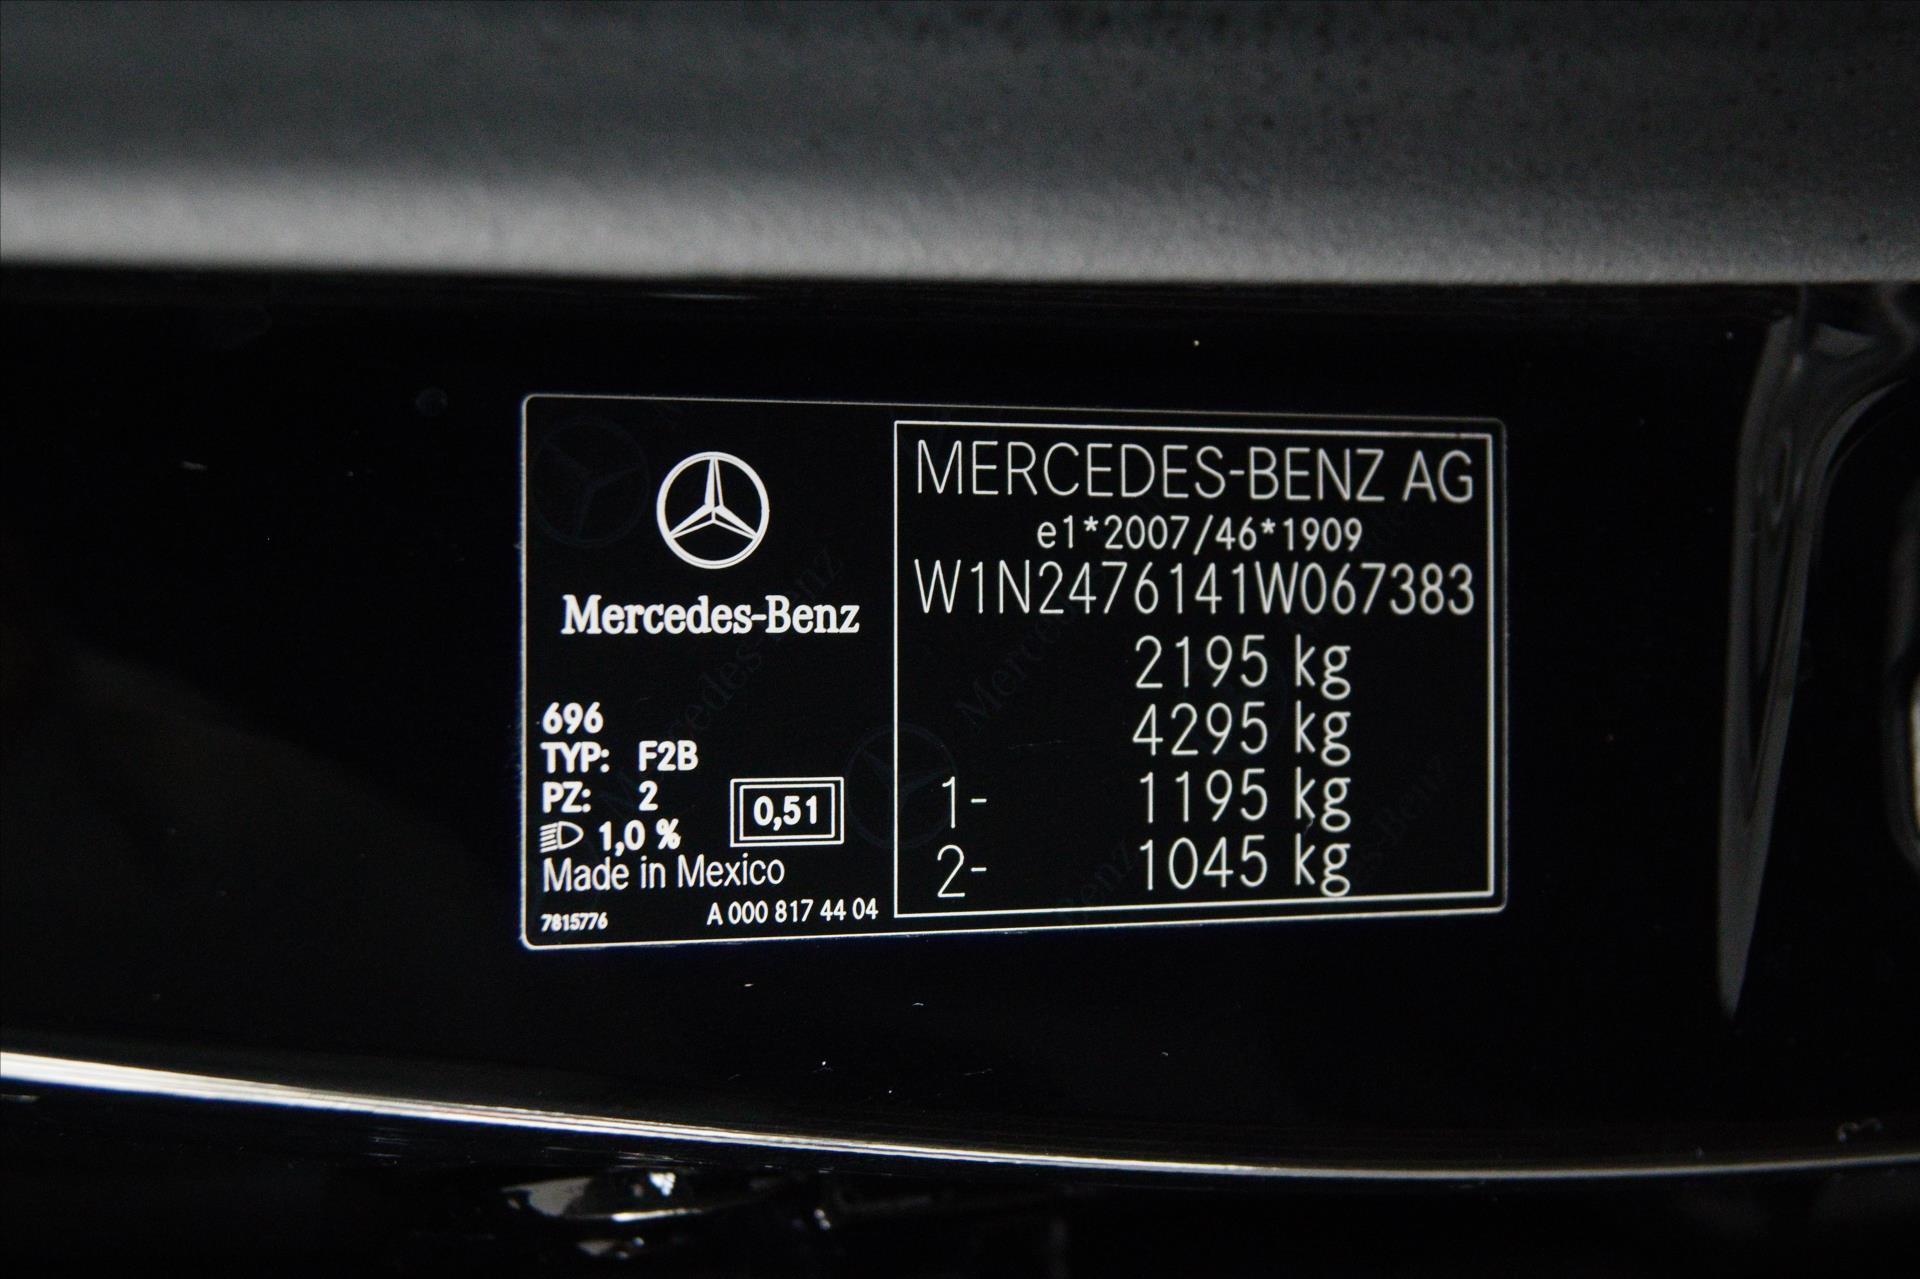 Mercedes-Benz
696
TYP: F2B
PZ: 2
1,0 %
0,51
Made in Mexico
7815776
A 000 817 44 04
MERCEDES-BENZ AG
e1*2007/46*1909
W1N2476141W067383
2195 kg
4295 kg
1- 1195 kg
2- 1045 kg